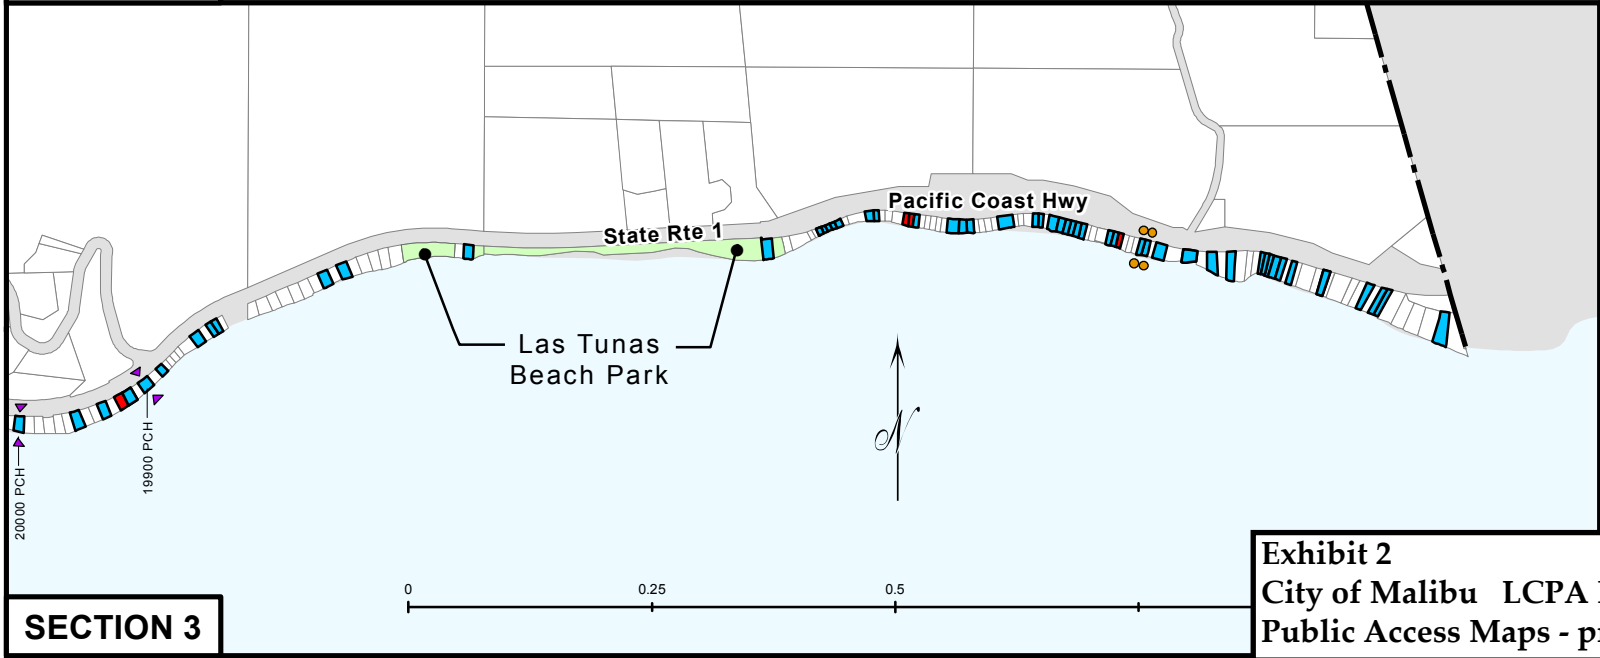 Pacific Coast Hwy
State Rte 1
Las Tunas
Beach Park
19900 PCH
20000 PCH
N
0 0.25 0.5
SECTION 3
Exhibit 2
City of Malibu LCPA
Public Access Maps -